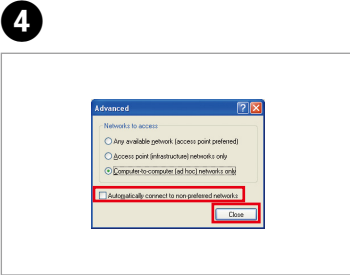 4
Advanced
Networks to access
Any available network (access point preferred)
Access point (infrastructure) networks only
Computer-to-computer (ad hoc) networks only
Automatically connect to non-preferred networks
Close